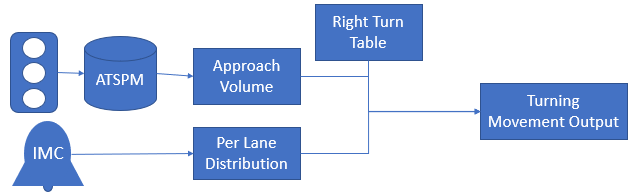 Right Turn
Table
ATSPM
Approach
Volume
Turning
Movement Output
IMC
Per Lane
Distribution